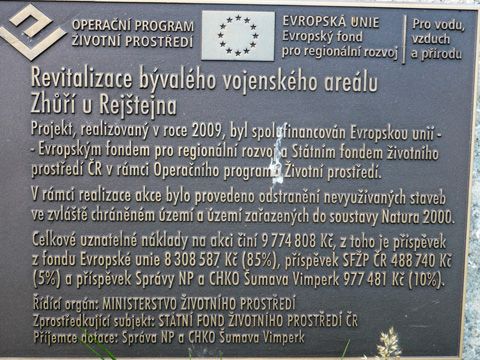 OPERAČNÍ PROGRAM
ŽIVOTNÍ PROSTŘEDÍ
EVROPSKÁ UNIE
Evropský fond
pro regionální rozvoj
Pro vodu,
vzduch
a přírodu
Revitalizace bývalého vojenského areálu
Zhůří u Rejštejna
Projekt, realizovaný v roce 2009, byl spolufinancován Evropskou unií -
- Evropským fondem pro regionální rozvoj a Státním fondem životního
prostředí ČR v rámci Operačního programu Životní prostředí.
V rámci realizace akce bylo provedeno odstranění nevyužívaných staveb
ve zvláště chráněném území a území zařazených do soustavy Natura 2000.
Celkové uznatelné náklady na akci činí 9 774 808 Kč, z toho je příspěvek
z fondu Evropské unie 8 308 587 Kč (85%), příspěvek SFŽP ČR 488 740 Kč
(5%) a příspěvek Správy NP a CHKO Šumava Vimperk 977 481 Kč (10%).
Řídící orgán: MINISTERSTVO ŽIVOTNÍHO PROSTŘEDÍ
Zprostředkující subjekt: STÁTNÍ FOND ŽIVOTNÍHO PROSTŘEDÍ ČR
Příjemce dotace: Správa NP a CHKO Šumava Vimperk